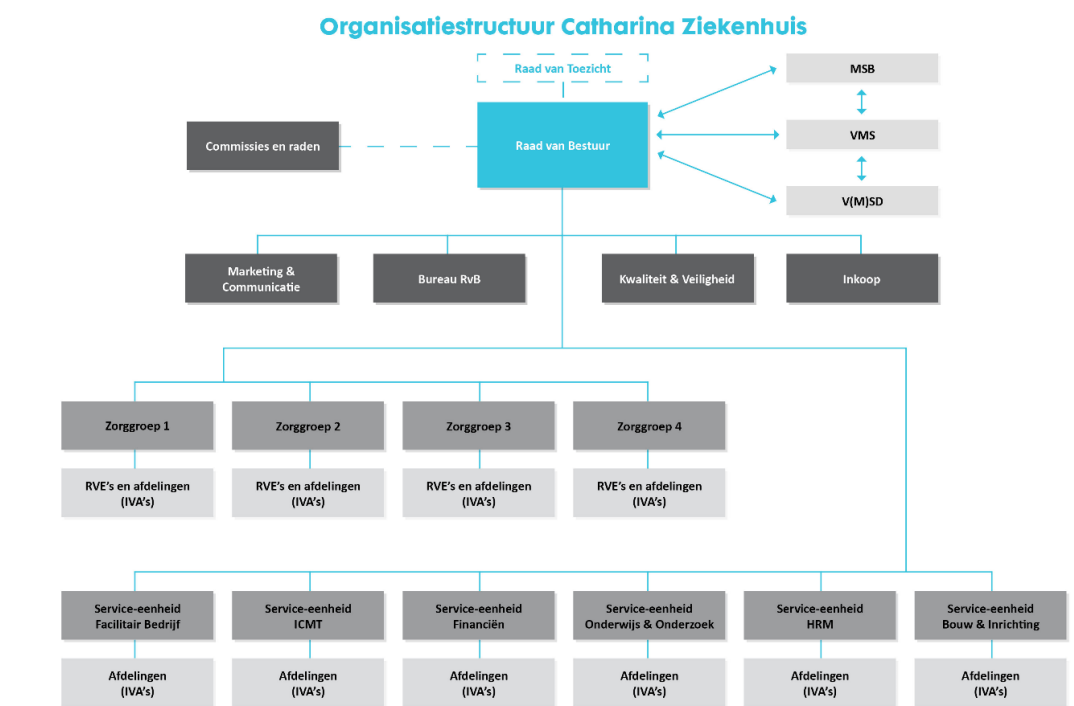 Organisatiestructuur Catharina Ziekenhuis
Raad van Toezicht
MSB
Commissies en raden
Raad van Bestuur
VMS
V(M)SD
Marketing &
Communicatie
Bureau RvB
Kwaliteit & Veiligheid
Inkoop
Zorggroep 1
Zorggroep 2
Zorggroep 3
Zorggroep 4
RVE's en afdelingen
(IVA's)
RVE's en afdelingen
(IVA's)
RVE's en afdelingen
(IVA's)
RVE's en afdelingen
(IVA's)
Service-eenheid
Facilitair Bedrijf
Service-eenheid
ICMT
Service-eenheid
Financiën
Service-eenheid
Onderwijs & Onderzoek
Service-eenheid
HRM
Service-eenheid
Bouw & Inrichting
Afdelingen
(IVA's)
Afdelingen
(IVA's)
Afdelingen
(IVA's)
Afdelingen
(IVA's)
Afdelingen
(IVA's)
Afdelingen
(IVA's)